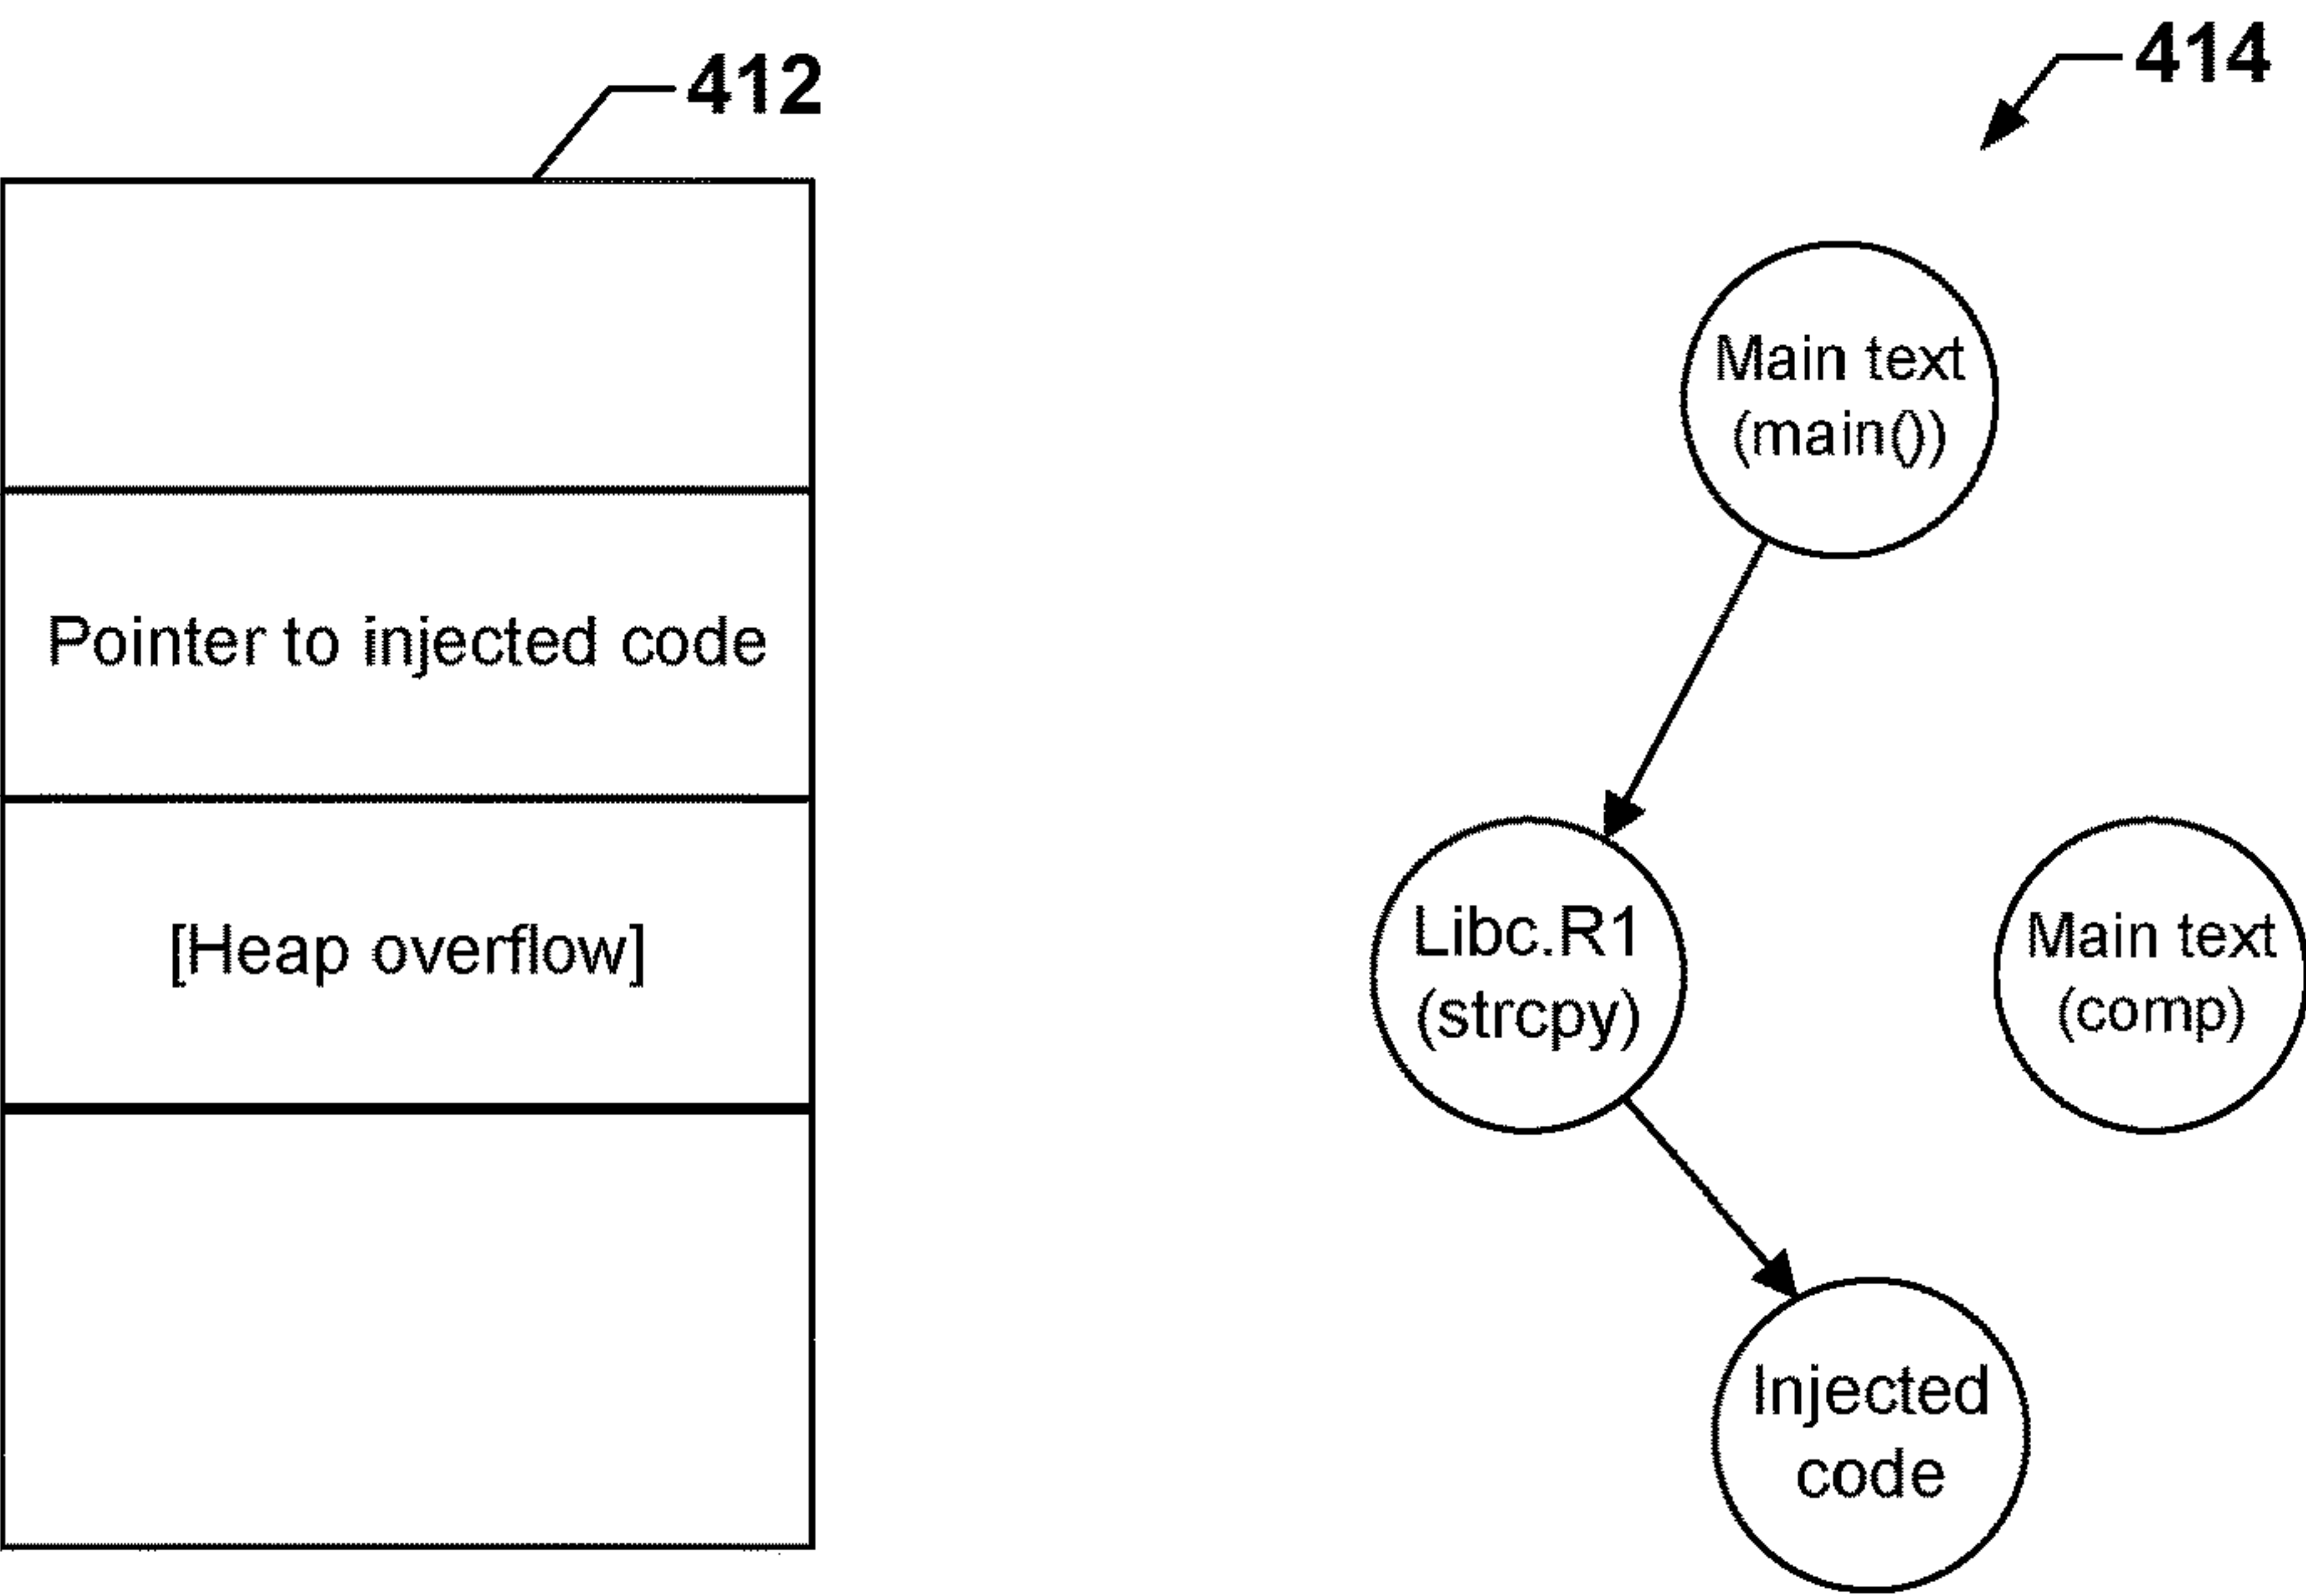 412
414
Main text
(main())
Pointer to injected code
[Heap overflow]
Libc.R1
(strcpy)
Main text
(comp)
Injected
code